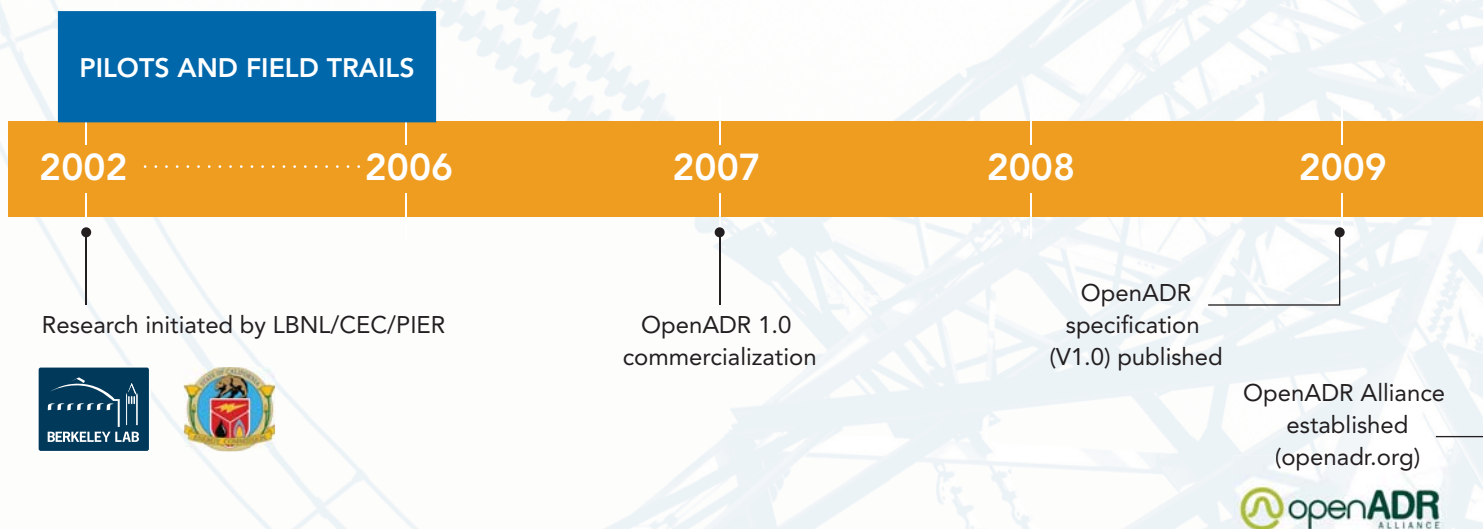 PILOTS AND FIELD TRAILS
2002 .................... 2006
2007
2008
2009
Research initiated by LBNL/CEC/PIER
BERKELEY LAB
OpenADR 1.0
commercialization
OpenADR
specification
(V1.0) published
OpenADR Alliance
established
(openadr.org)
openADR
ALLIANCE